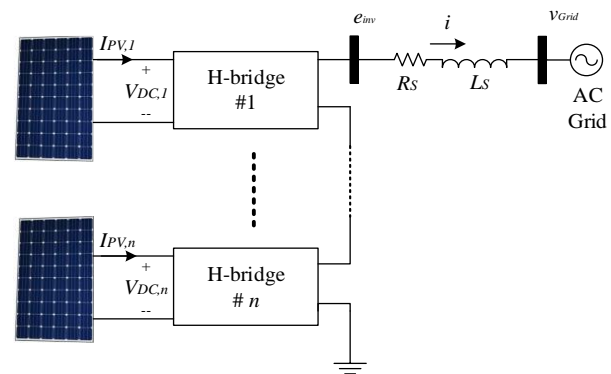 IPV,1
+
VDC,1
--
H-bridge
#1
einv
i
RS
LS
vGrid
AC
Grid
IPV,n
+
VDC,n
--
H-bridge
# n